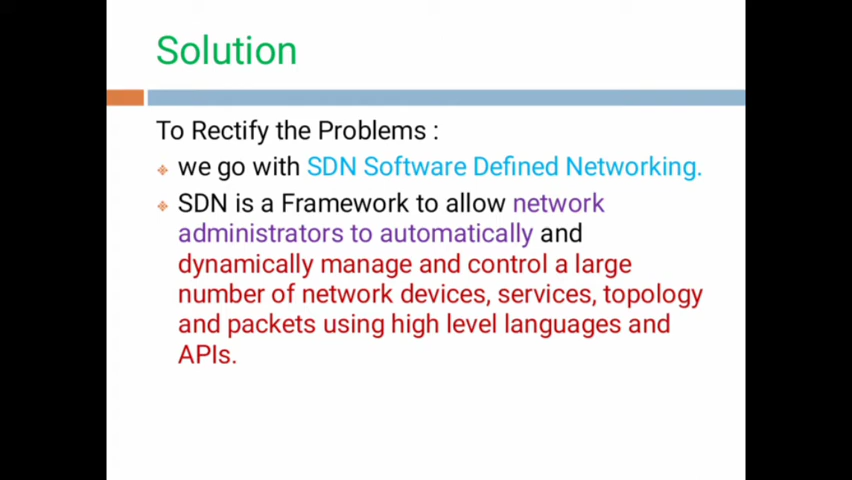 Solution
To Rectify the Problems :
we go with SDN Software Defined Networking.
SDN is a Framework to allow network
administrators to automatically and
dynamically manage and control a large
number of network devices, services, topology
and packets using high level languages and
APIs.